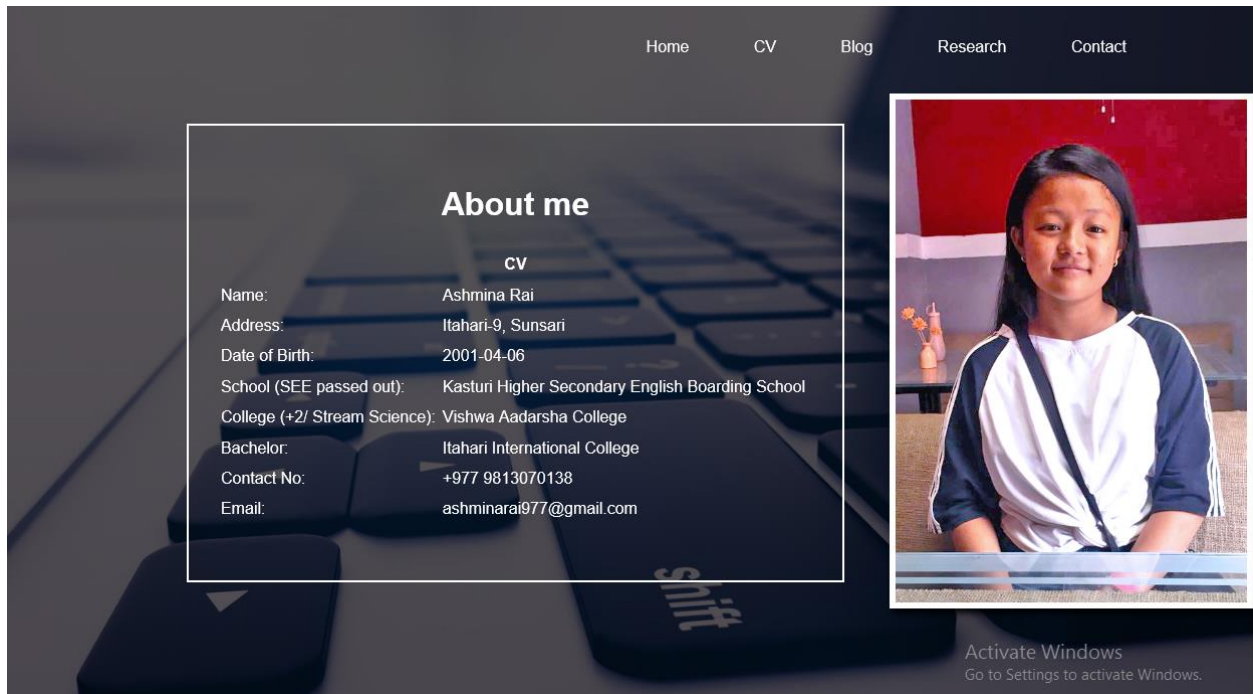 Home CV Blog Research Contact
About me
CV
Name: Ashmina Rai
Address: Itahari-9, Sunsari
Date of Birth: 2001-04-06
School (SEE passed out): Kasturi Higher Secondary English Boarding School
College (+2/ Stream Science): Vishwa Aadarsha College
Bachelor: Itahari International College
Contact No: +977 9813070138
Email: ashminarai977@gmail.com
shift
Activate Windows
Go to Settings to activate Windows.